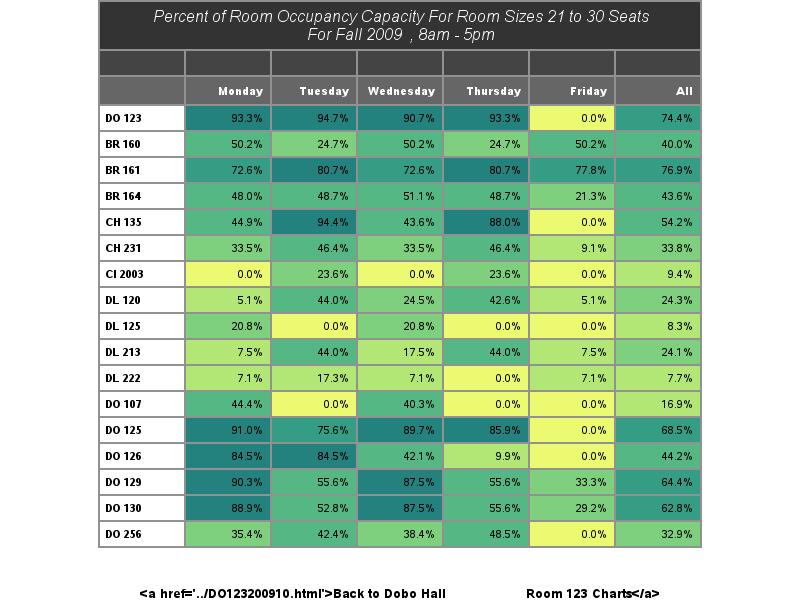 Percent of Room Occupancy Capacity For Room Sizes 21 to 30 Seats
For Fall 2009 , 8am - 5pm
Monday Tuesday Wednesday Thursday Friday All
DO 123 93.3% 94.7% 90.7% 93.3% 0.0% 74.4%
BR 160 50.2% 24.7% 50.2% 24.7% 50.2% 40.0%
BR 161 72.6% 80.7% 72.6% 80.7% 77.8% 76.9%
BR 164 48.0% 48.7% 51.1% 48.7% 21.3% 43.6%
CH 135 44.9% 94.4% 43.6% 88.0% 0.0% 54.2%
CH 231 33.5% 46.4% 33.5% 46.4% 9.1% 33.8%
CI 2003 0.0% 23.6% 0.0% 23.6% 0.0% 9.4%
DL 120 5.1% 44.0% 24.5% 42.6% 5.1% 24.3%
DL 125 20.8% 0.0% 20.8% 0.0% 0.0% 8.3%
DL 213 7.5% 44.0% 17.5% 44.0% 7.5% 24.1%
DL 222 7.1% 17.3% 7.1% 0.0% 7.1% 7.7%
DO 107 44.4% 0.0% 40.3% 0.0% 0.0% 16.9%
DO 125 91.0% 75.6% 89.7% 85.9% 0.0% 68.5%
DO 126 84.5% 84.5% 42.1% 9.9% 0.0% 44.2%
DO 129 90.3% 55.6% 87.5% 55.6% 33.3% 64.4%
DO 130 88.9% 52.8% 87.5% 55.6% 29.2% 62.8%
DO 256 35.4% 42.4% 38.4% 48.5% 0.0% 32.9%
<a href='../DO123200910.html'>Back to Dobo Hall Room 123 Charts</a>